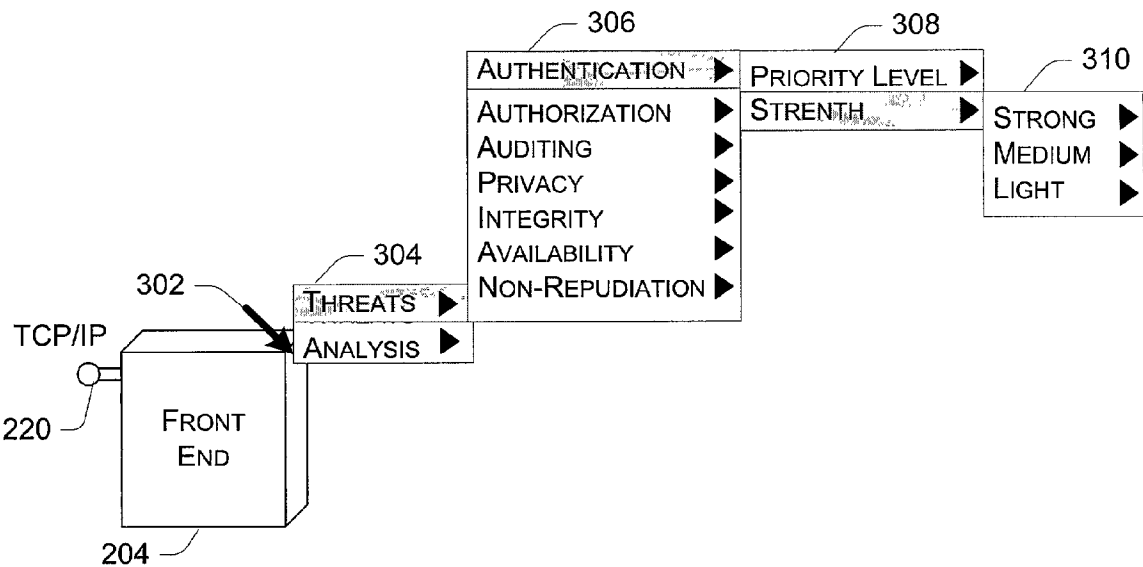 306
308
310
AUTHENTICATION
AUTHORIZATION
AUDITING
PRIVACY
INTEGRITY
AVAILABILITY
NON-REPUDIATION
PRIORITY LEVEL
STRENTH
STRONG
MEDIUM
LIGHT
304
302
THREATS
ANALYSIS
TCP/IP
220
FRONT
END
204